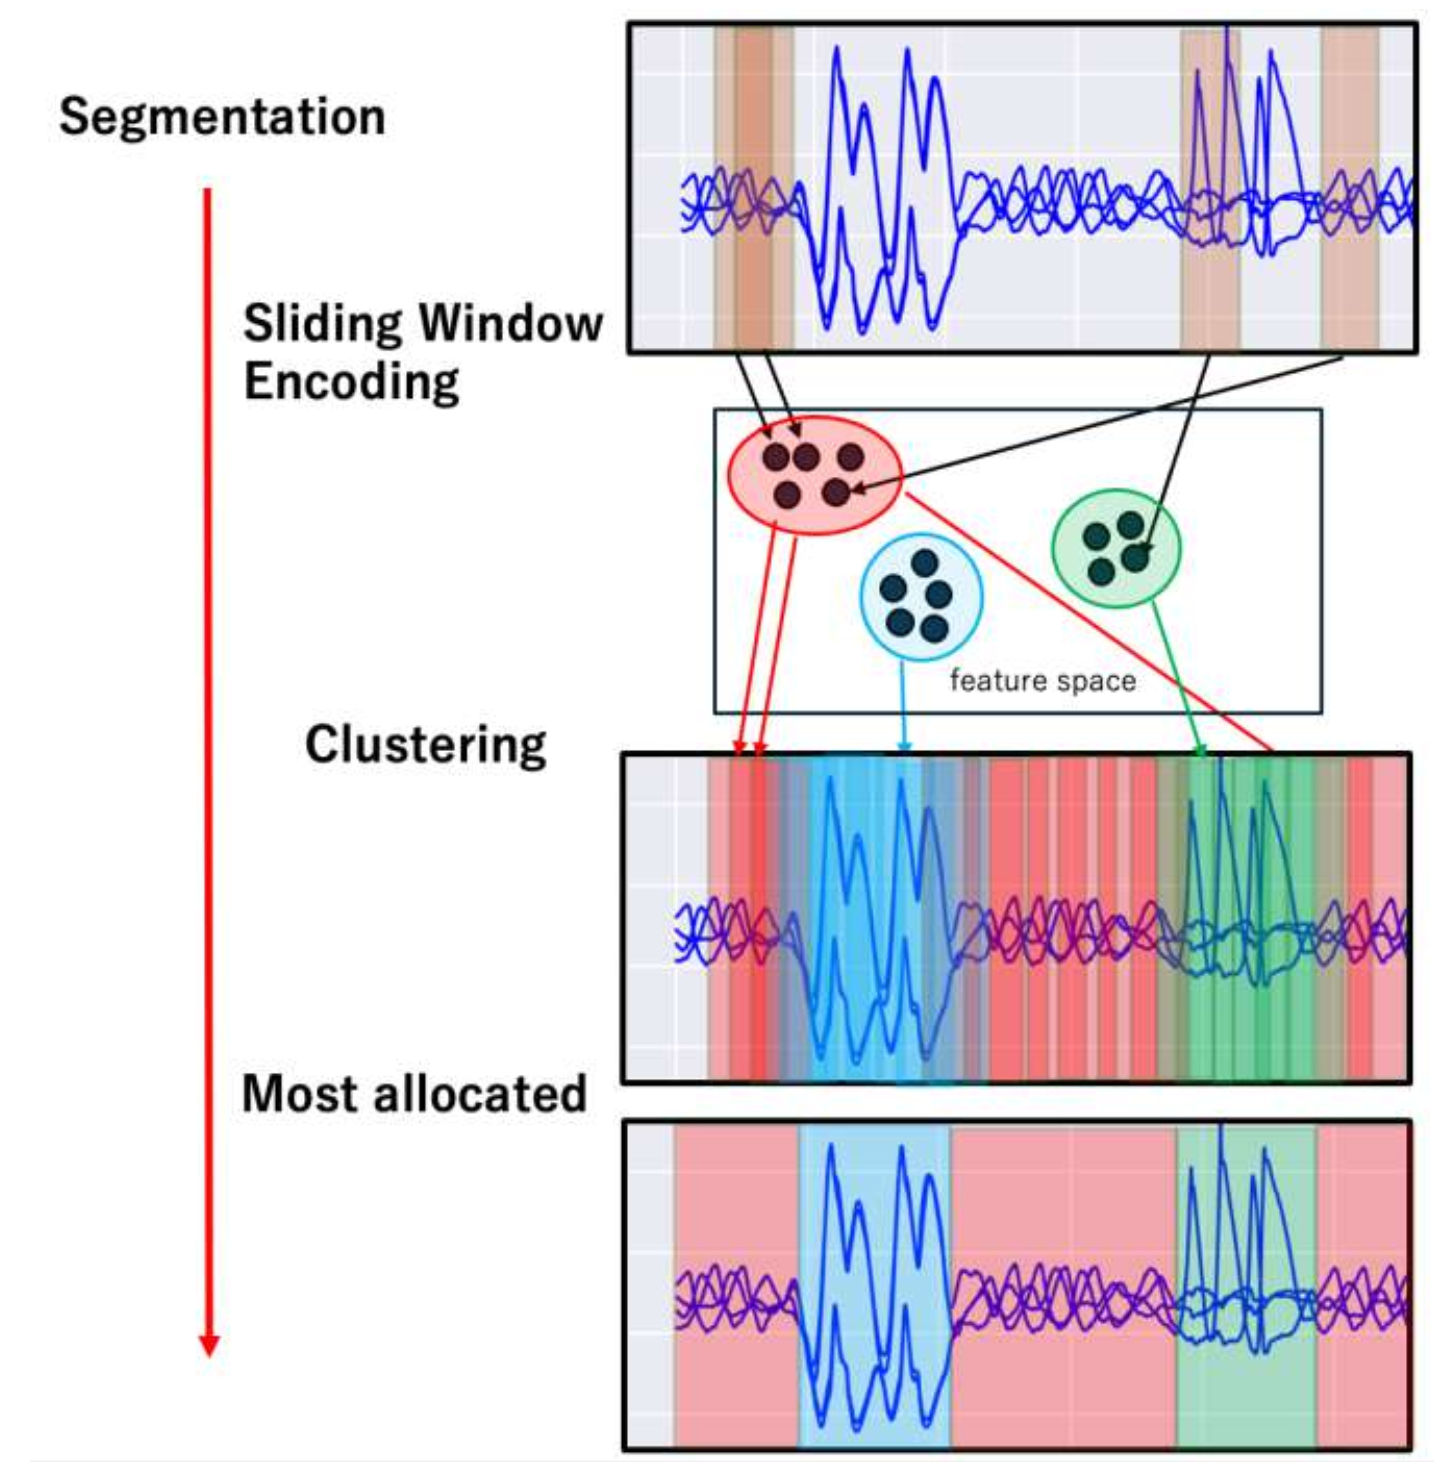 Segmentation
Sliding Window
Encoding
feature space
Clustering
Most allocated